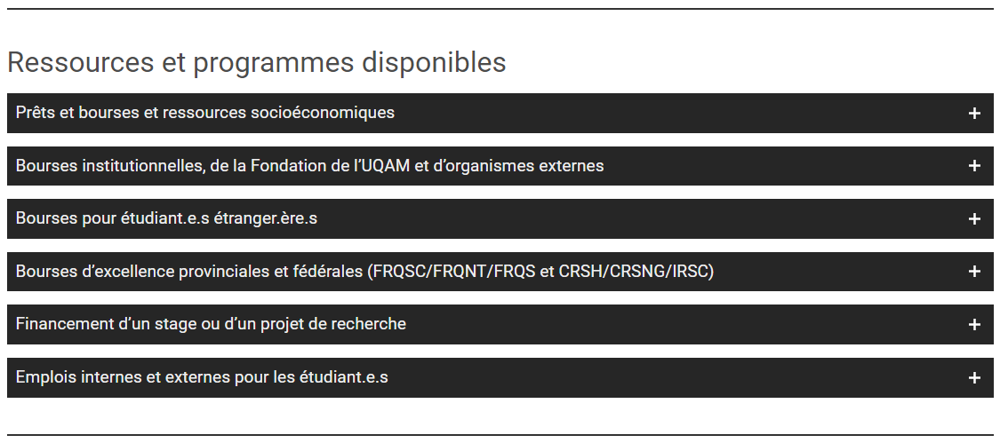 Ressources et programmes disponibles
Prêts et bourses et ressources socioéconomiques
Bourses institutionnelles, de la Fondation de l’UQAM et d’organismes externes
Bourses pour étudiant.e.s étranger.ère.s
Bourses d’excellence provinciales et fédérales (FRQSC/FRQNT/FRQS et CRSH/CRSNG/IRSC)
Financement d’un stage ou d’un projet de recherche
Emplois internes et externes pour les étudiant.e.s